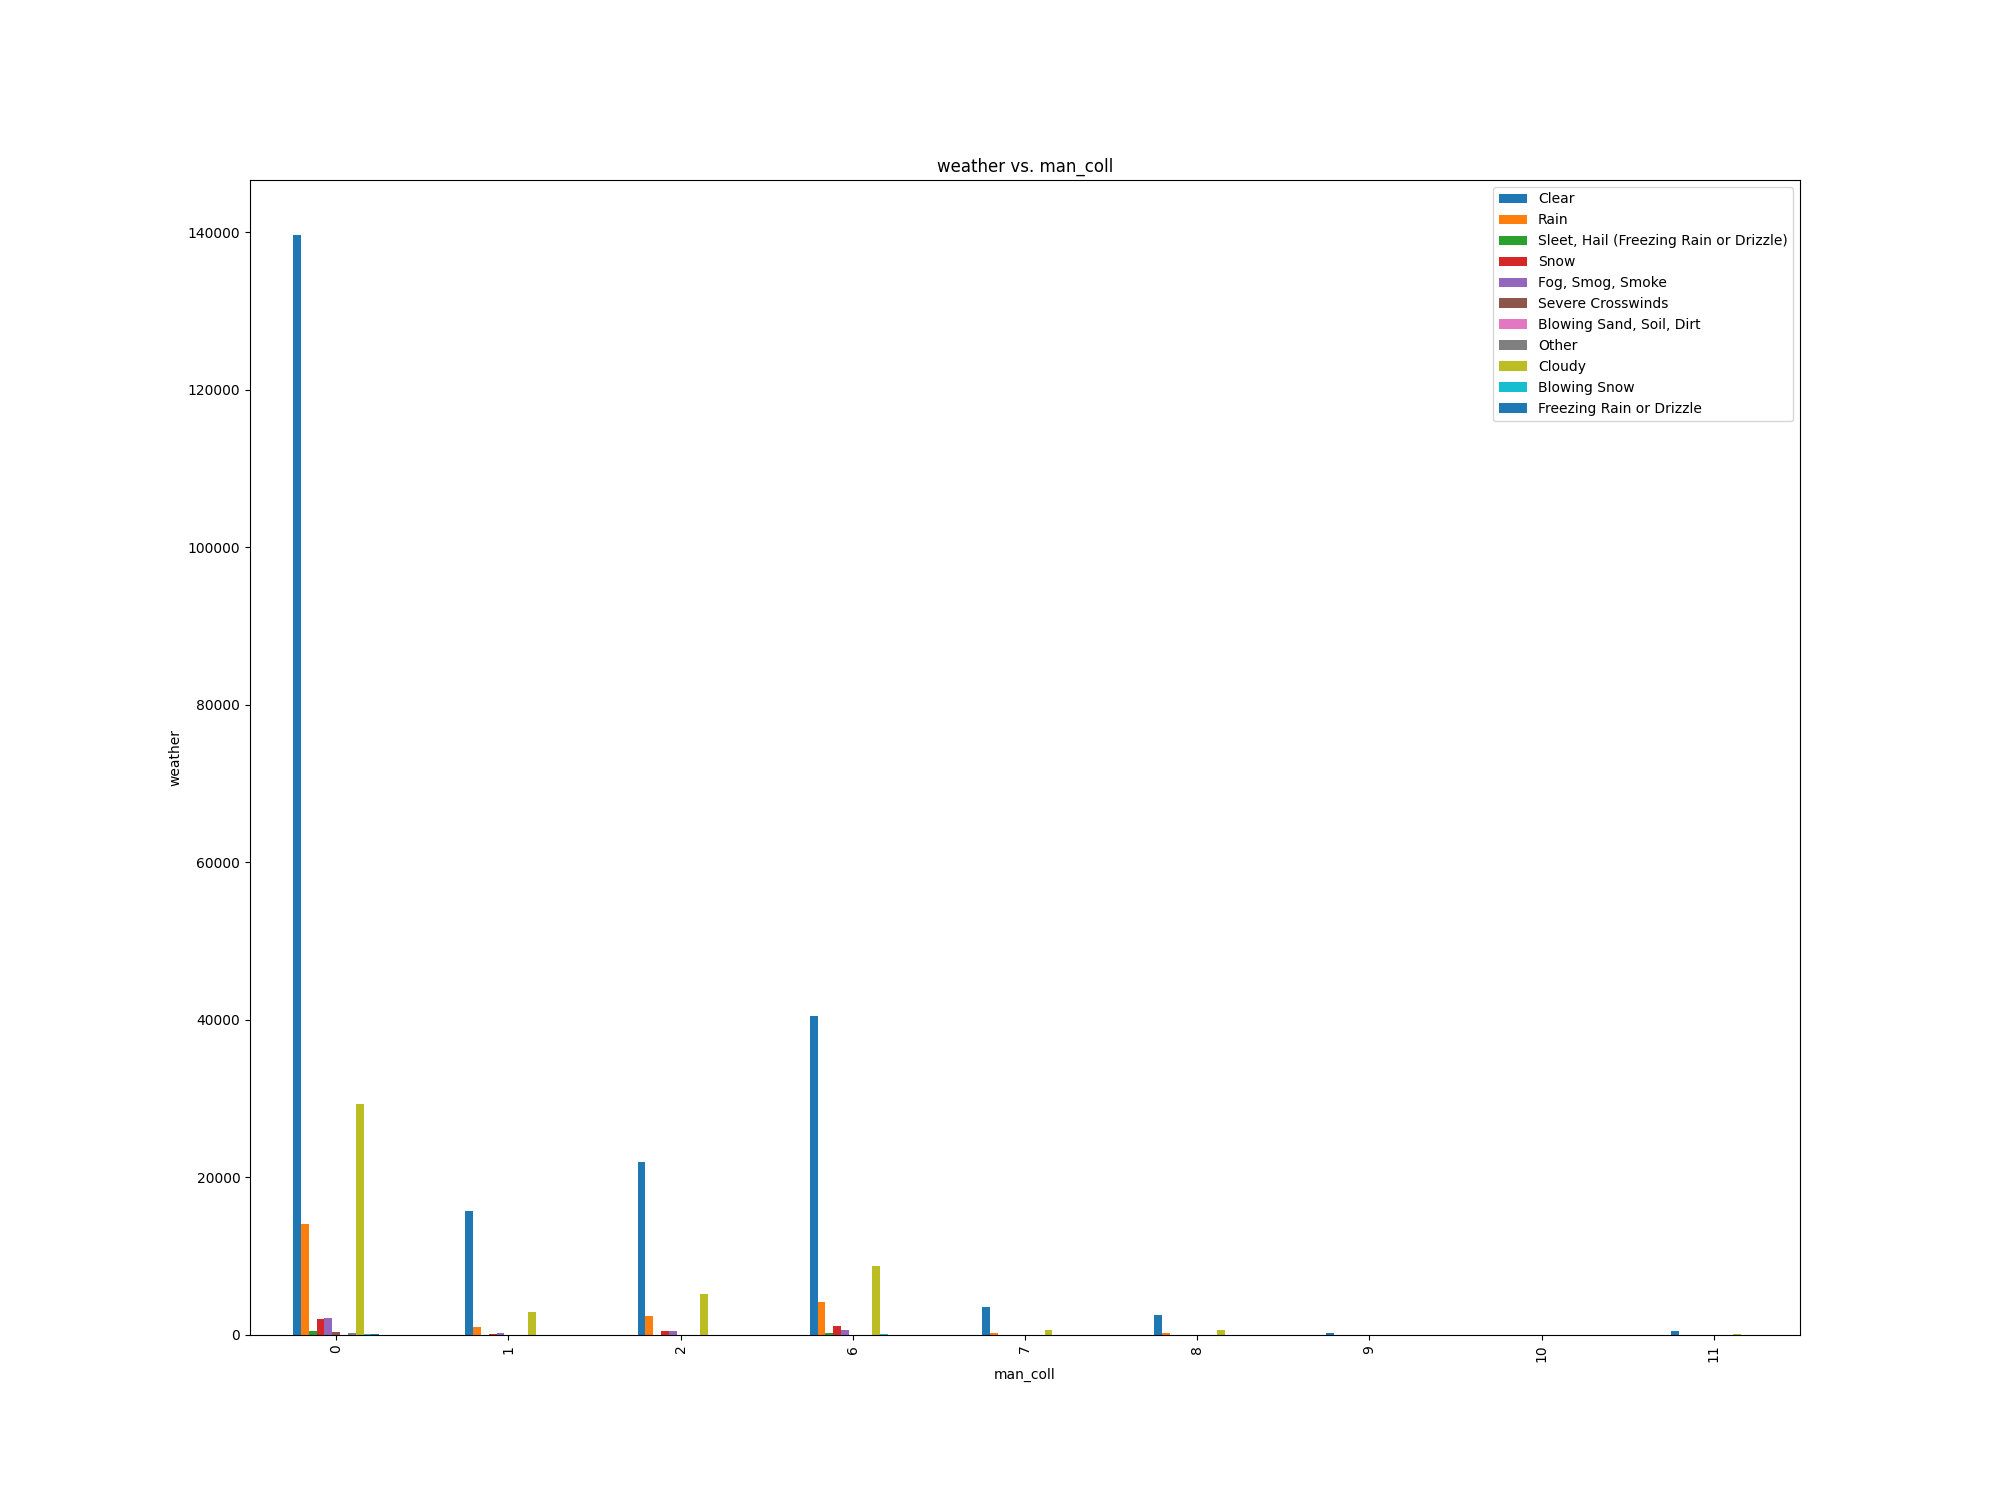 weather vs. man_coll
Clear
Rain
Sleet, Hail (Freezing Rain or Drizzle)
Snow
Fog, Smog, Smoke
Severe Crosswinds
Blowing Sand, Soil, Dirt
Other
Cloudy
Blowing Snow
Freezing Rain or Drizzle
140000
120000
100000
80000
60000
40000
20000
0
weather
0 1 2 6 7 8 9 10 11
man_coll